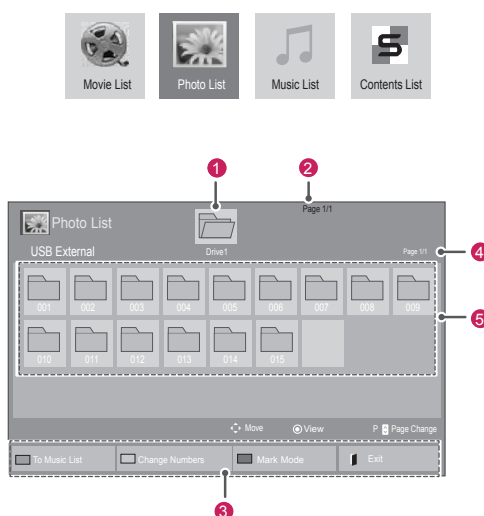 Movie List
Photo List
Music List
S
Contents List
1
2
Page 1/1
Photo List
USB External
Drive1
Page 1/1
4
001
002
003
004
005
006
007
008
009
5
010
011
012
013
014
015
Move
View
P
Page Change
To Music List
Change Numbers
Mark Mode
Exit
3